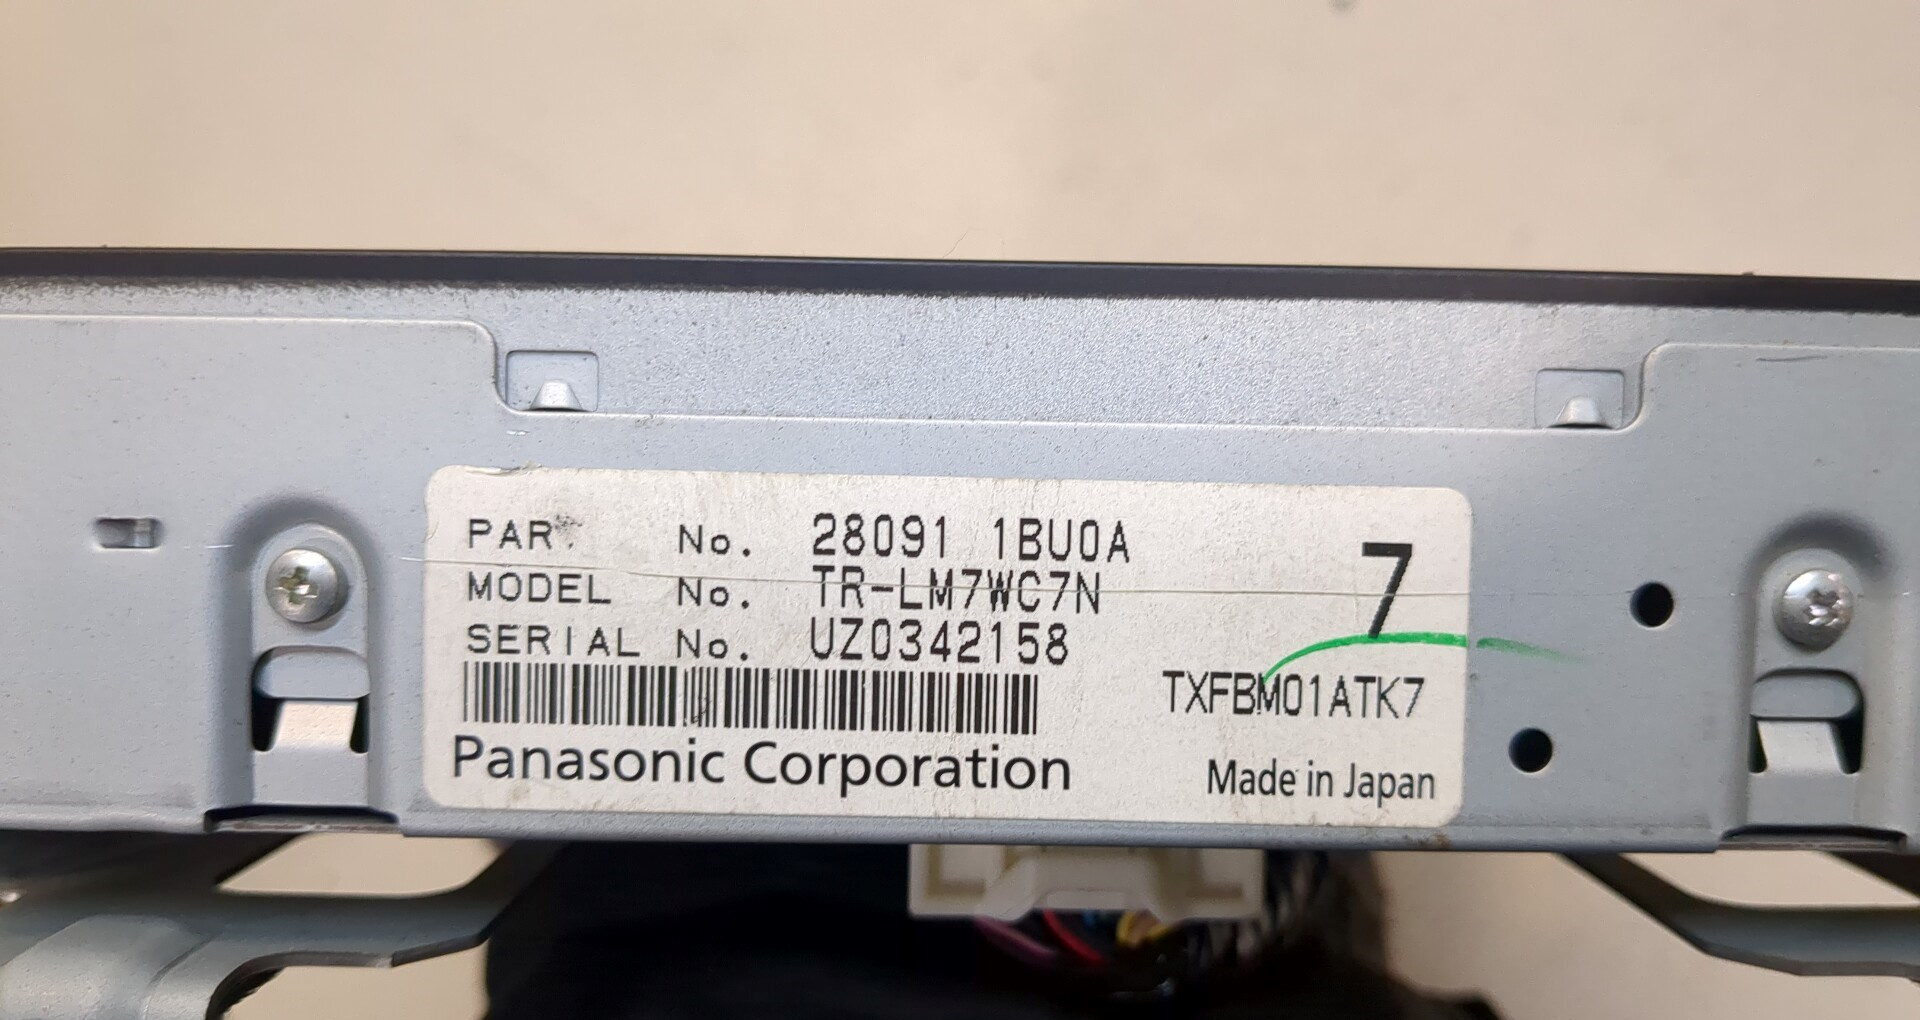 PART No. 28091 1BU0A
MODEL No. TR-LM7WC7N
SERIAL No. UZ0342158
7
TXFBM01ATK7
Panasonic Corporation
Made in Japan